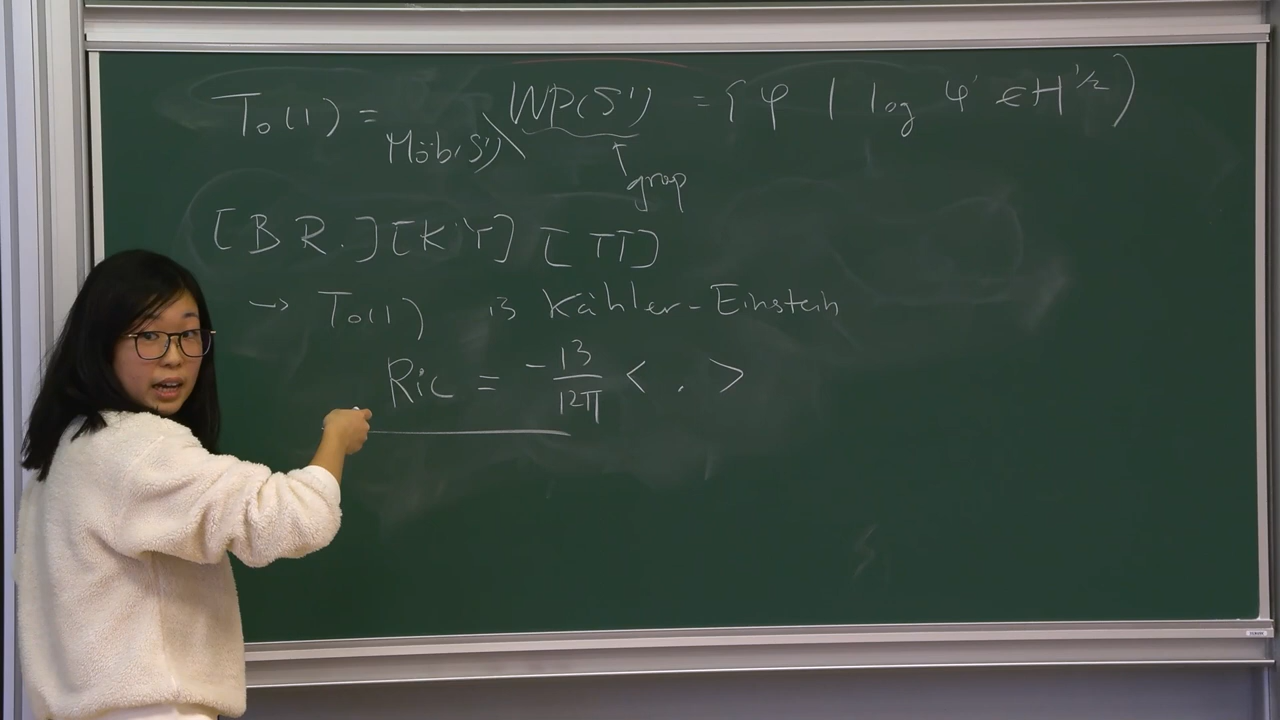 T₀(1) = Möb(S¹)\WP(S¹) = {φ | log φ' ∈ H^{1/2}}
group
[B R.] [K Y] [TT]
→ T₀(1) is Kähler-Einstein
Ric = -13/12π < , >